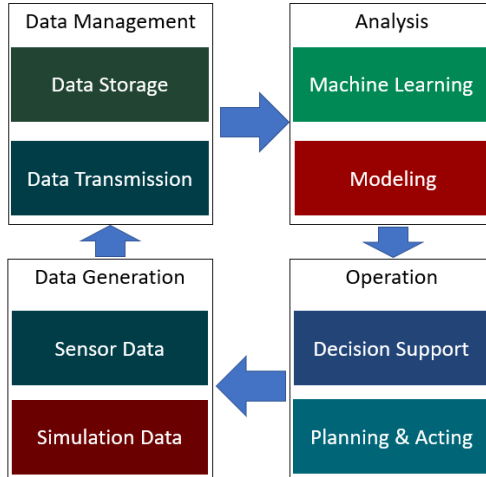 Data Management
Data Storage
Data Transmission
Analysis
Machine Learning
Modeling
Data Generation
Sensor Data
Simulation Data
Operation
Decision Support
Planning & Acting